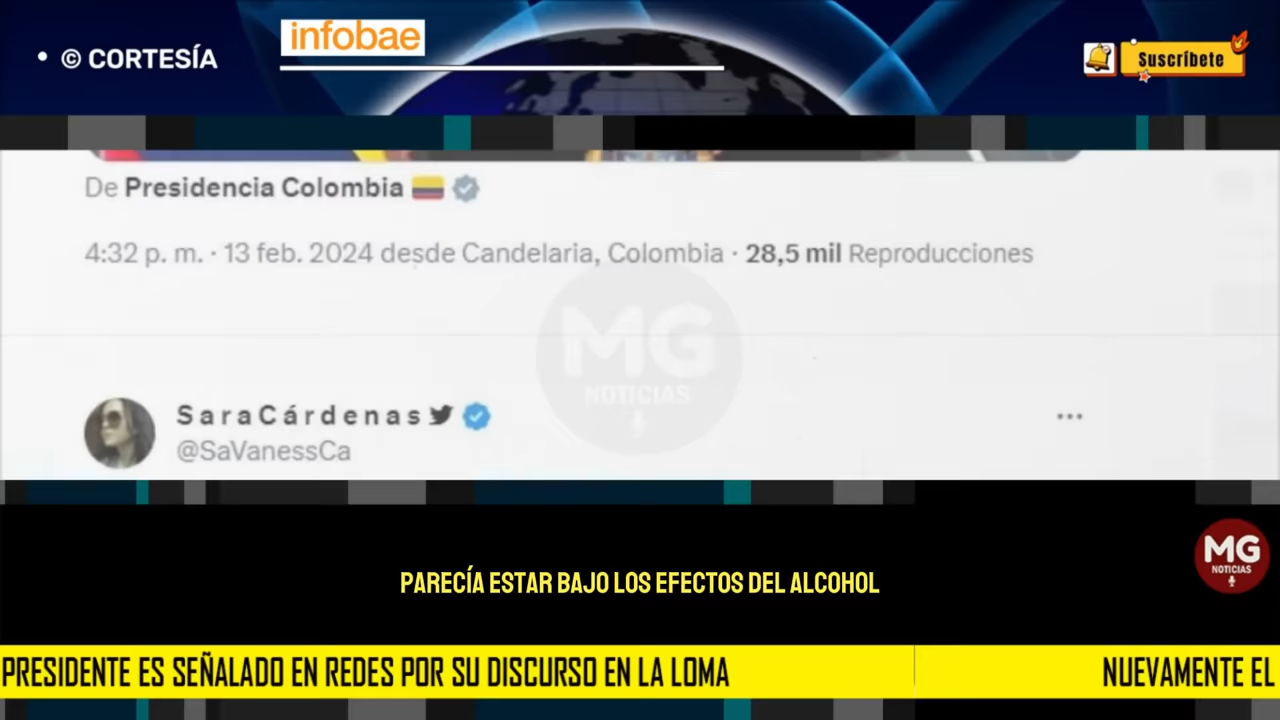 infobae
• © CORTESÍA
Suscríbete
De Presidencia Colombia
4:32 p. m. · 13 feb. 2024 desde Candelaria, Colombia · 28,5 mil Reproducciones
MG
NOTICIAS
SaraCárdenas
@SaVanessCa
MG
NOTICIAS
PARECÍA ESTAR BAJO LOS EFECTOS DEL ALCOHOL
PRESIDENTE ES SEÑALADO EN REDES POR SU DISCURSO EN LA LOMA NUEVAMENTE EL